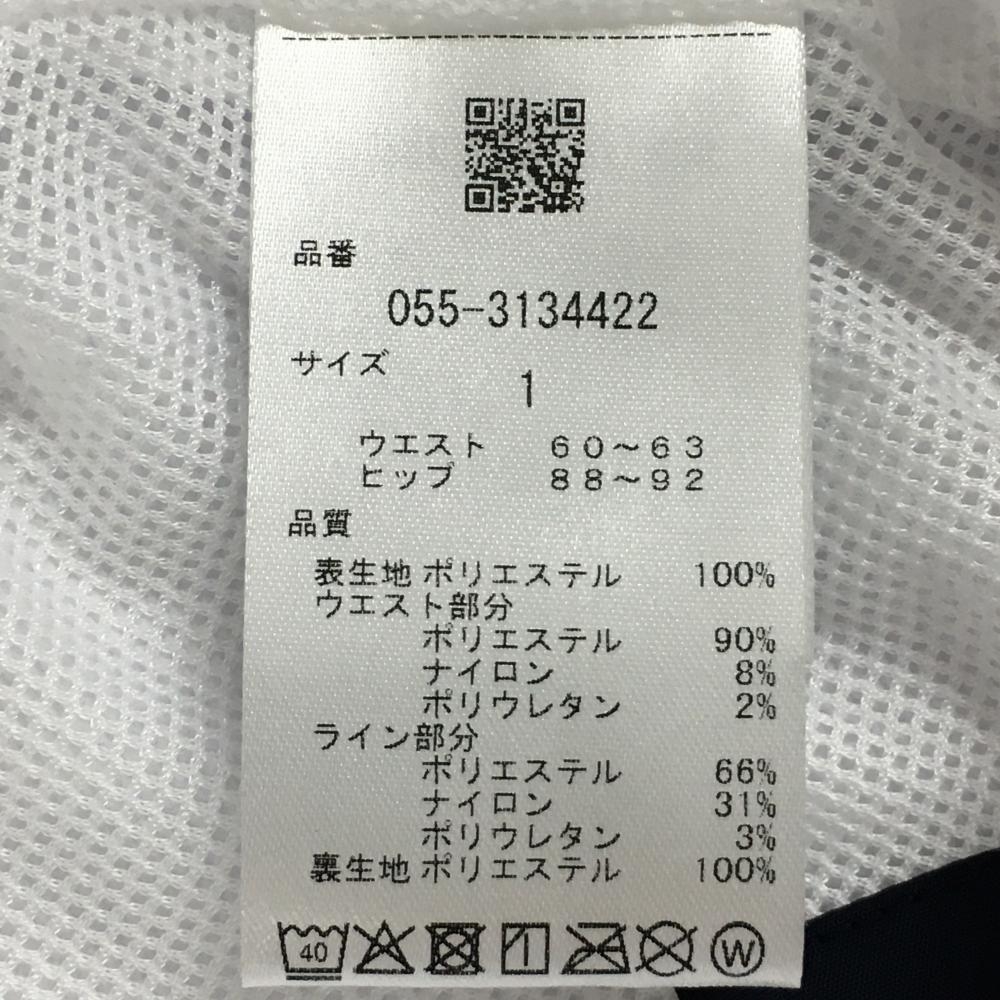 品番
055-3134422
サイズ
1
ウエスト 60~63
ヒップ 88~92
品質
表生地 ポリエステル 100%
ウエスト部分
ポリエステル 90%
ナイロン 8%
ポリウレタン 2%
ライン部分
ポリエステル 66%
ナイロン 31%
ポリウレタン 3%
裏生地 ポリエステル 100%
40 W